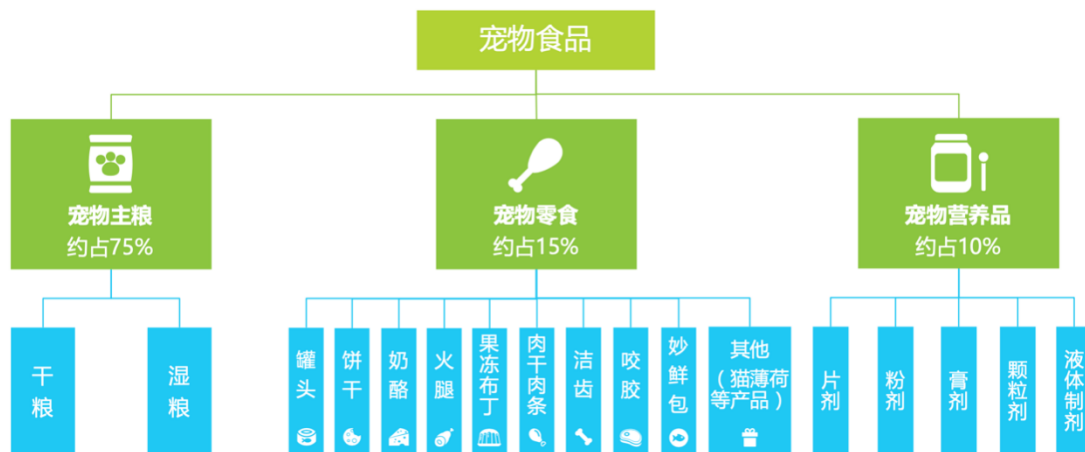 宠物食品
宠物主粮
约占75%
宠物零食
约占15%
宠物营养品
约占10%
干粮
湿粮
罐头
饼干
奶酪
火腿
果冻布丁
肉干肉条
洁齿
咬胶
妙鲜包
其他
（猫薄荷
等产品）
片剂
粉剂
膏剂
颗粒剂
液体制剂